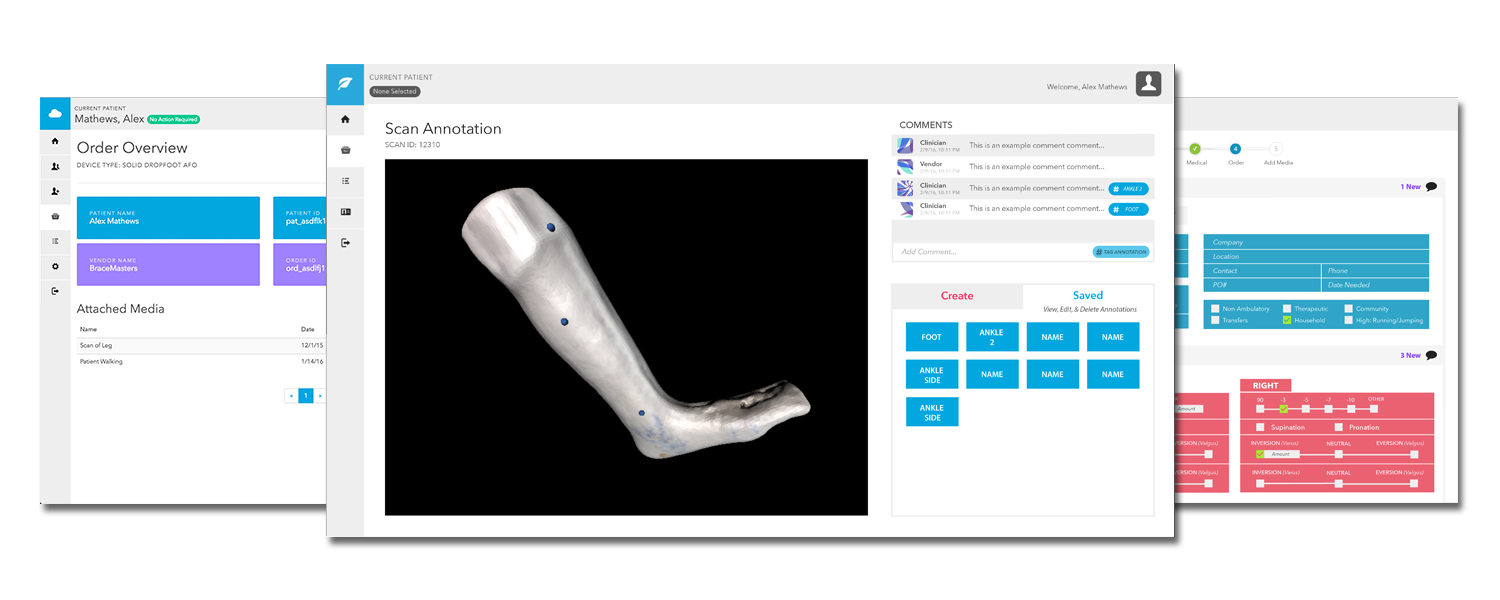 CURRENT PATIENT
Mathews, Alex No Action Required
Order Overview
DEVICE TYPE: SOLID DROPFOOT AFO
PATIENT NAME
Alex Mathews
PATIENT ID
pat_asdflk1
VENDOR NAME
BraceMasters
ORDER ID
ord_asdlfj1
Attached Media
Name Date
Scan of Leg 12/1/15
Patient Walking 1/14/16
« 1 »
CURRENT PATIENT
None Selected
Welcome, Alex Mathews
Scan Annotation
SCAN ID: 12310
COMMENTS
Clinician
2/9/16, 10:11 PM
This is an example comment comment...
Vendor
2/9/16, 10:11 PM
This is an example comment comment...
Clinician
2/9/16, 10:11 PM
This is an example comment comment...
# ANKLE 2
Clinician
2/9/16, 10:11 PM
This is an example comment comment...
# FOOT
Add Comment...
# TAG ANNOTATION
Create Saved
View, Edit, & Delete Annotations
FOOT
ANKLE
2
NAME
NAME
ANKLE
SIDE
NAME
NAME
NAME
ANKLE
SIDE
4 5
Medical Order Add Media
1 New
Company
Location
Contact Phone
PO# Date Needed
Non-Ambulatory Therapeutic Community
Transfers Household High: Running/Jumping
3 New
RIGHT
90 -3 -5 -7 -10 OTHER
Amount
Supination Pronation
ERSION (Valgus) INVERSION (Varus) NEUTRAL EVERSION (Valgus)
Amount
ERSION (Valgus) INVERSION (Varus) NEUTRAL EVERSION (Valgus)